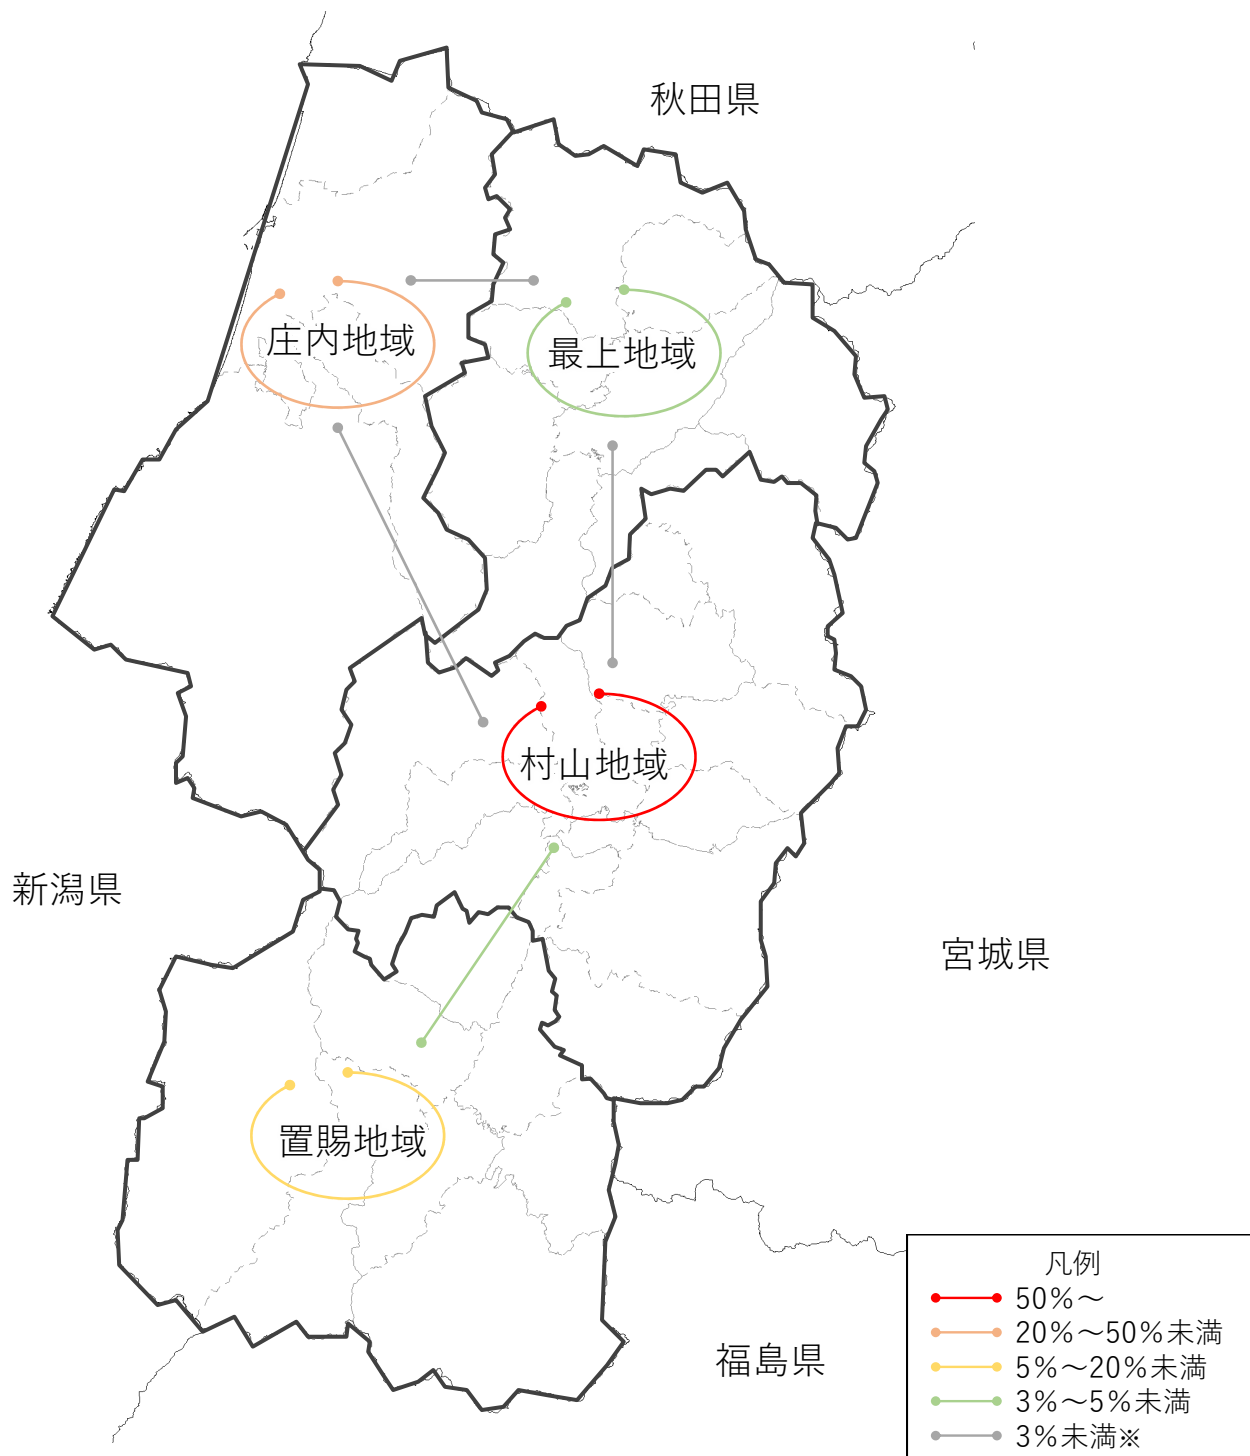 秋田県
庄内地域
最上地域
村山地域
新潟県
宮城県
置賜地域
福島県
凡例
50%～
20%～50%未満
5%～20%未満
3%～5%未満
3%未満※